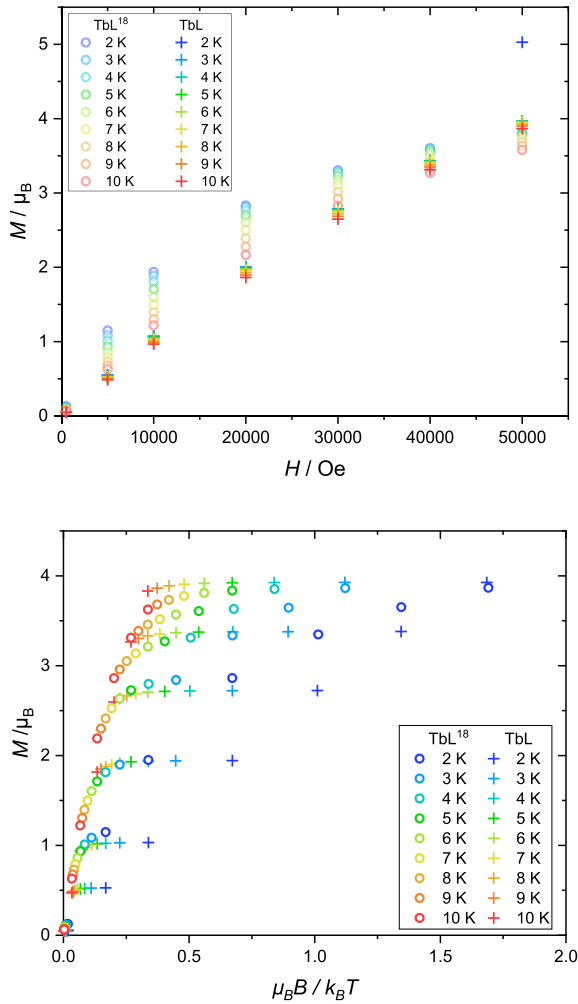 5
4
3
2
1
0
M / μB
TbL18 TbL
2 K 2 K
3 K 3 K
4 K 4 K
5 K 5 K
6 K 6 K
7 K 7 K
8 K 8 K
9 K 9 K
10 K 10 K
0 10000 20000 30000 40000 50000
H / Oe
5
4
3
2
1
0
M /μB
TbL18 TbL
2 K 2 K
3 K 3 K
4 K 4 K
5 K 5 K
6 K 6 K
7 K 7 K
8 K 8 K
9 K 9 K
10 K 10 K
0.0 0.5 1.0 1.5 2.0
μBB / kBT